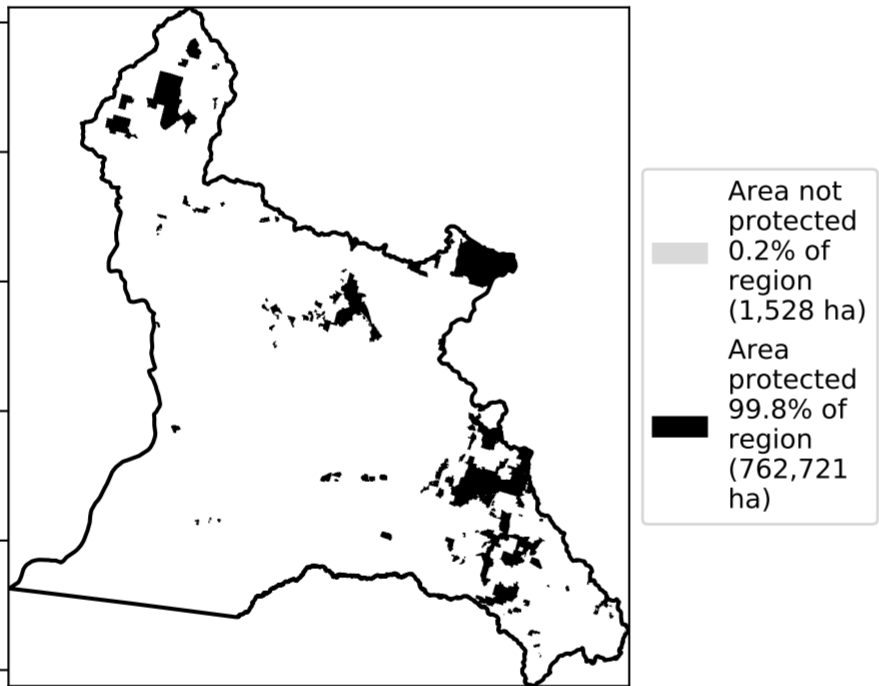 Area not
protected
0.2% of
region
(1,528 ha)
Area
protected
99.8% of
region
(762,721
ha)